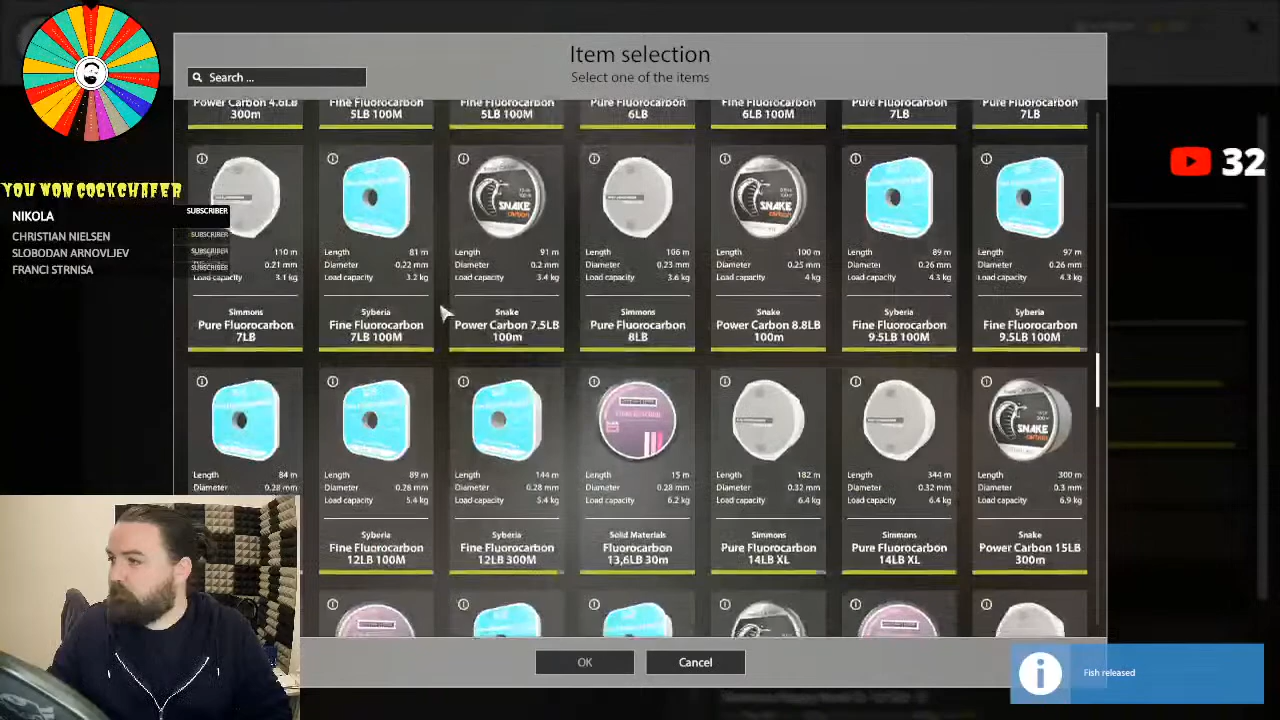 Item selection
Select one of the items
Search ...
Power Carbon 4.6LB
300m
Fine Fluorocarbon
5LB 100M
Fine Fluorocarbon
5LB 100M
Pure Fluorocarbon
6LB
Fine Fluorocarbon
6LB 100M
Pure Fluorocarbon
7LB
Pure Fluorocarbon
7LB
32
YOU WON COCKCHAFER
NIKOLA SUBSCRIBER
CHRISTIAN NIELSEN SUBSCRIBER
SLOBODAN ARNOVLJEV SUBSCRIBER
FRANCI STRNISA SUBSCRIBER
110 m
0.21 mm
Load capacity 3.1 kg
Simmons
Pure Fluorocarbon
7LB
Length 81 m
Diameter 0.22 mm
Load capacity 3.2 kg
Syberia
Fine Fluorocarbon
7LB 100M
SNAKE
Length 91 m
Diameter 0.2 mm
Load capacity 3.4 kg
Snake
Power Carbon 7.5LB
100m
Length 106 m
Diameter 0.23 mm
Load capacity 3.6 kg
Simmons
Pure Fluorocarbon
8LB
SNAKE
carbon
Length 100 m
Diameter 0.25 mm
Load capacity 4 kg
Snake
Power Carbon 8.8LB
100m
Length 89 m
Diameter 0.26 mm
Load capacity 4.3 kg
Syberia
Fine Fluorocarbon
9.5LB 100M
Length 97 m
Diameter 0.26 mm
Load capacity 4.3 kg
Syberia
Fine Fluorocarbon
9.5LB 100M
Length 84 m
Diameter 0.28 mm
Length 89 m
Diameter 0.28 mm
Load capacity 5.4 kg
Syberia
Fine Fluorocarbon
12LB 100M
Length 144 m
Diameter 0.28 mm
Load capacity 5.4 kg
Syberia
Fine Fluorocarbon
12LB 300M
Length 15 m
Diameter 0.28 mm
Load capacity 6.2 kg
Solid Materials
Fluorocarbon
13,6LB 30m
Length 182 m
Diameter 0.32 mm
Load capacity 6.4 kg
Simmons
Pure Fluorocarbon
14LB XL
Length 344 m
Diameter 0.32 mm
Load capacity 6.4 kg
Simmons
Pure Fluorocarbon
14LB XL
SNAKE
carbon
Length 300 m
Diameter 0.3 mm
Load capacity 6.9 kg
Snake
Power Carbon 15LB
300m
OK
Cancel
Fish released